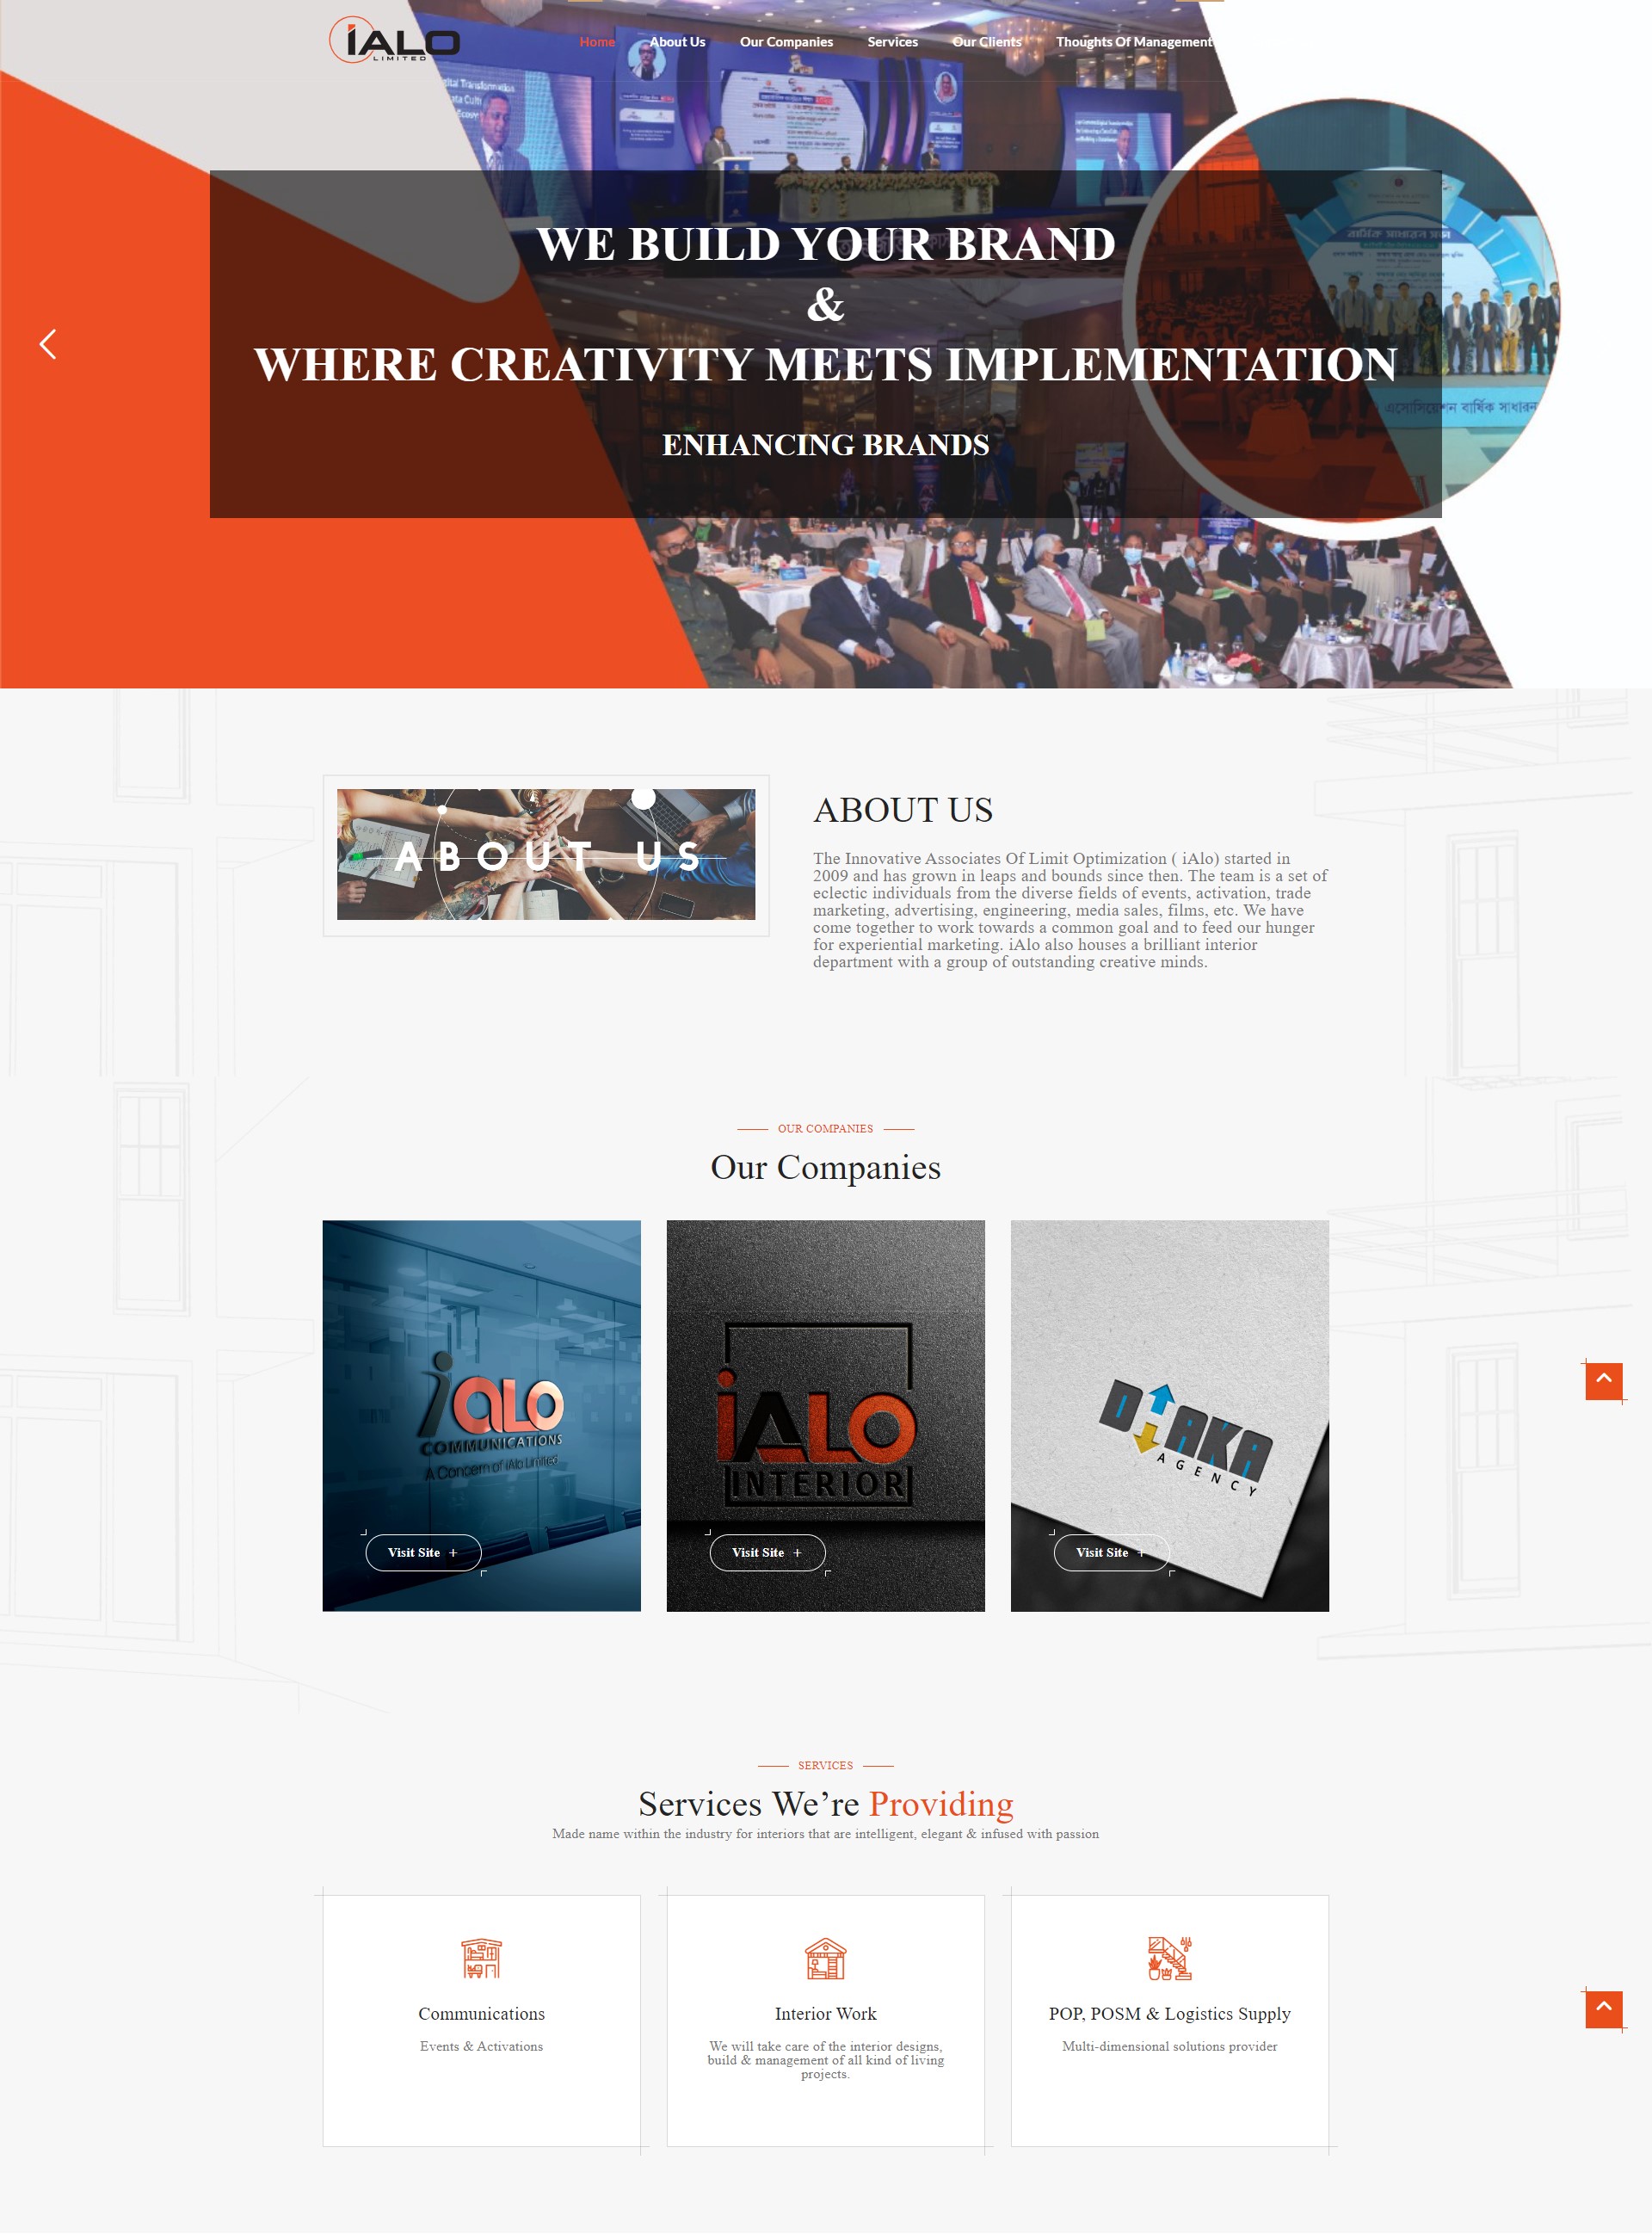 iALO
LIMITED
Home About Us Our Companies Services Our Clients Thoughts Of Management
WE BUILD YOUR BRAND
&
WHERE CREATIVITY MEETS IMPLEMENTATION
ENHANCING BRANDS
বার্ষিক সাধারন সভা
এসোসিয়েশন বার্ষিক সাধারন
ABOUT US
ABOUT US
The Innovative Associates Of Limit Optimization ( iAlo) started in
2009 and has grown in leaps and bounds since then. The team is a set of
eclectic individuals from the diverse fields of events, activation, trade
marketing, advertising, engineering, media sales, films, etc. We have
come together to work towards a common goal and to feed our hunger
for experiential marketing. iAlo also houses a brilliant interior
department with a group of outstanding creative minds.
OUR COMPANIES
Our Companies
iALO
COMMUNICATIONS
A Concern of iAlo Limited
Visit Site +
iALO
INTERIOR
Visit Site +
DHAKA
AGENCY
Visit Site +
SERVICES
Services We’re Providing
Made name within the industry for interiors that are intelligent, elegant & infused with passion
Communications
Events & Activations
Interior Work
We will take care of the interior designs,
build & management of all kind of living
projects.
POP, POSM & Logistics Supply
Multi-dimensional solutions provider